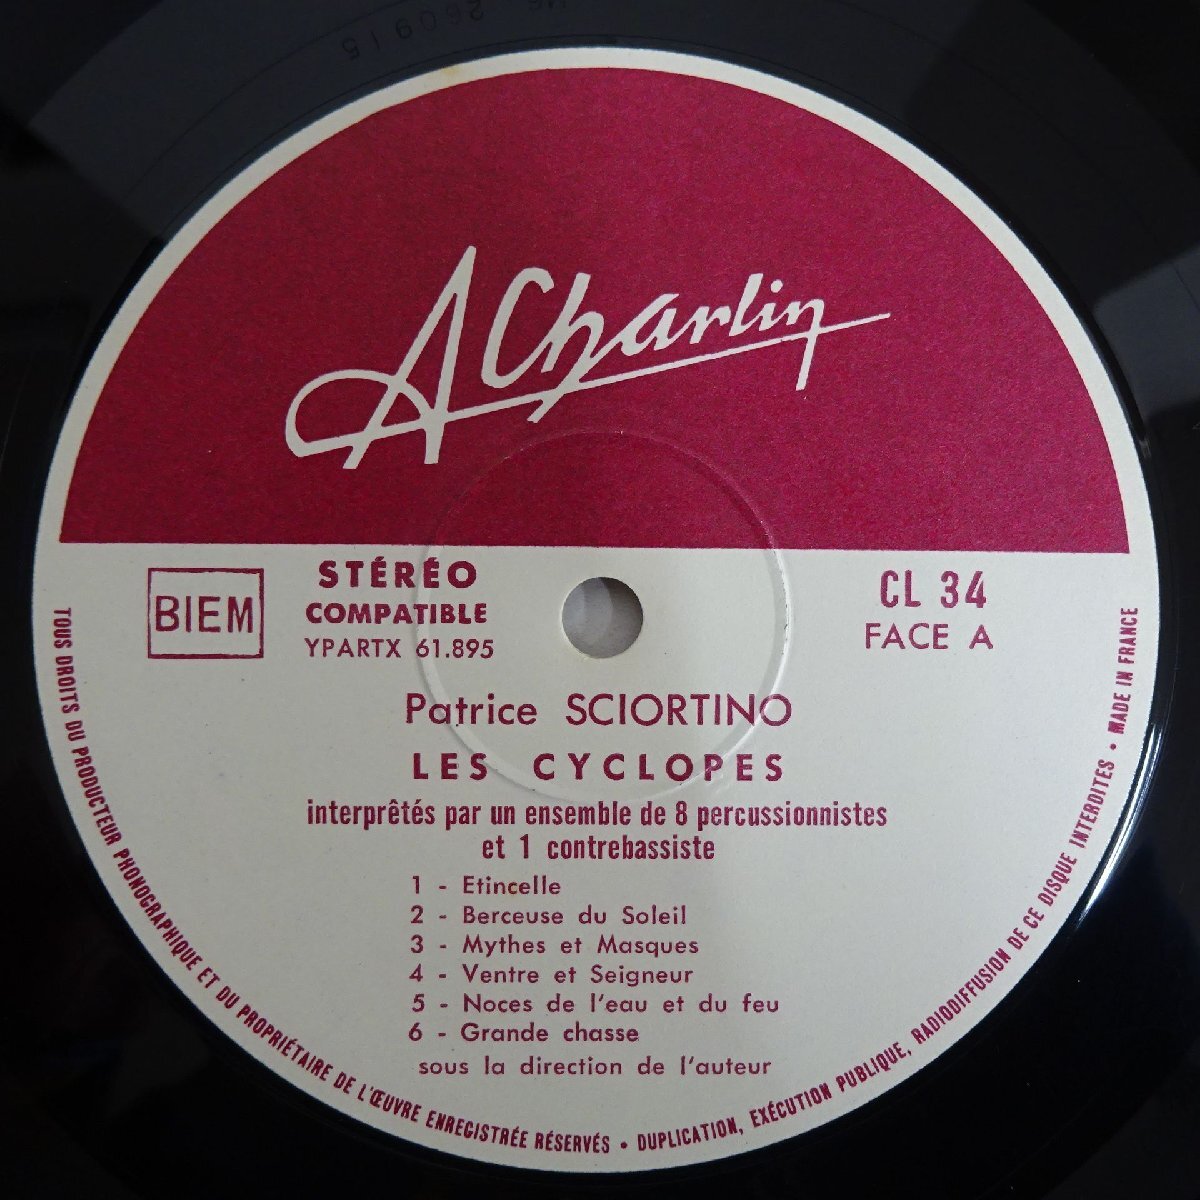 A Charlin
BIEM
STÉRÉO
COMPATIBLE
YPARTX 61.895
CL 34
FACE A
Patrice SCIORTINO
LES CYCLOPES
interprêtés par un ensemble de 8 percussionnistes
et 1 contrebassiste
1 - Etincelle
2 - Berceuse du Soleil
3 - Mythes et Masques
4 - Ventre et Seigneur
5 - Noces de l'eau et du feu
6 - Grande chasse
sous la direction de l'auteur
TOUS DROITS DU PRODUCTEUR PHONOGRAPHIQUE ET DU PROPRIÉTAIRE DE L'ŒUVRE ENREGISTRÉE RÉSERVÉS • DUPLICATION, EXÉCUTION PUBLIQUE, RADIODIFFUSION DE CE DISQUE INTERDITES • MADE IN FRANCE
260915